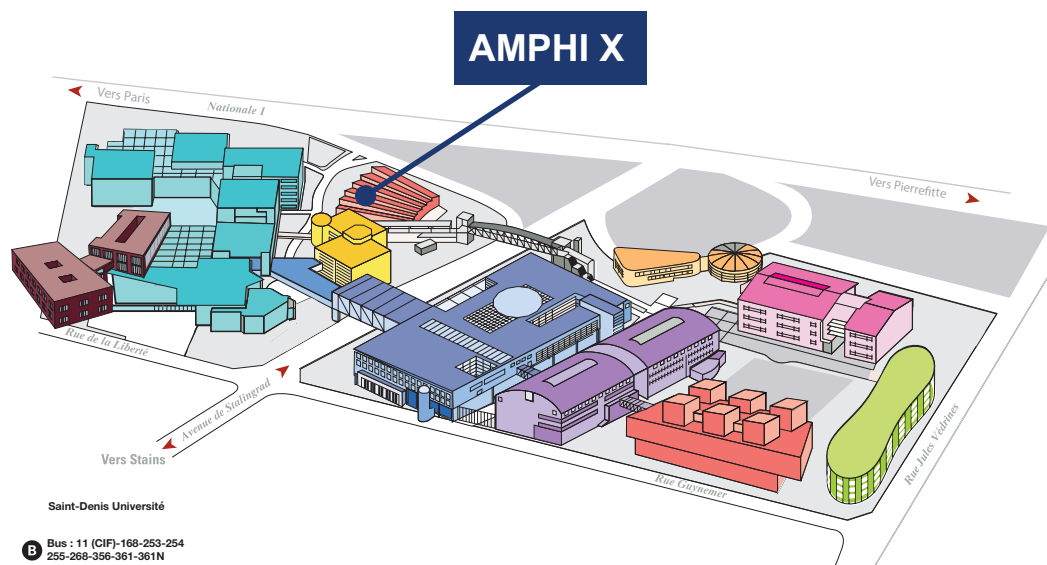 AMPHI X
Vers Paris
Nationale 1
Vers Pierrefitte
Rue de la Liberté
Avenue de Stalingrad
Vers Stains
Rue Guynemer
Rue Jules Védrines
Saint-Denis Université
B Bus : 11 (CIF)-168-253-254
255-268-356-361-361N